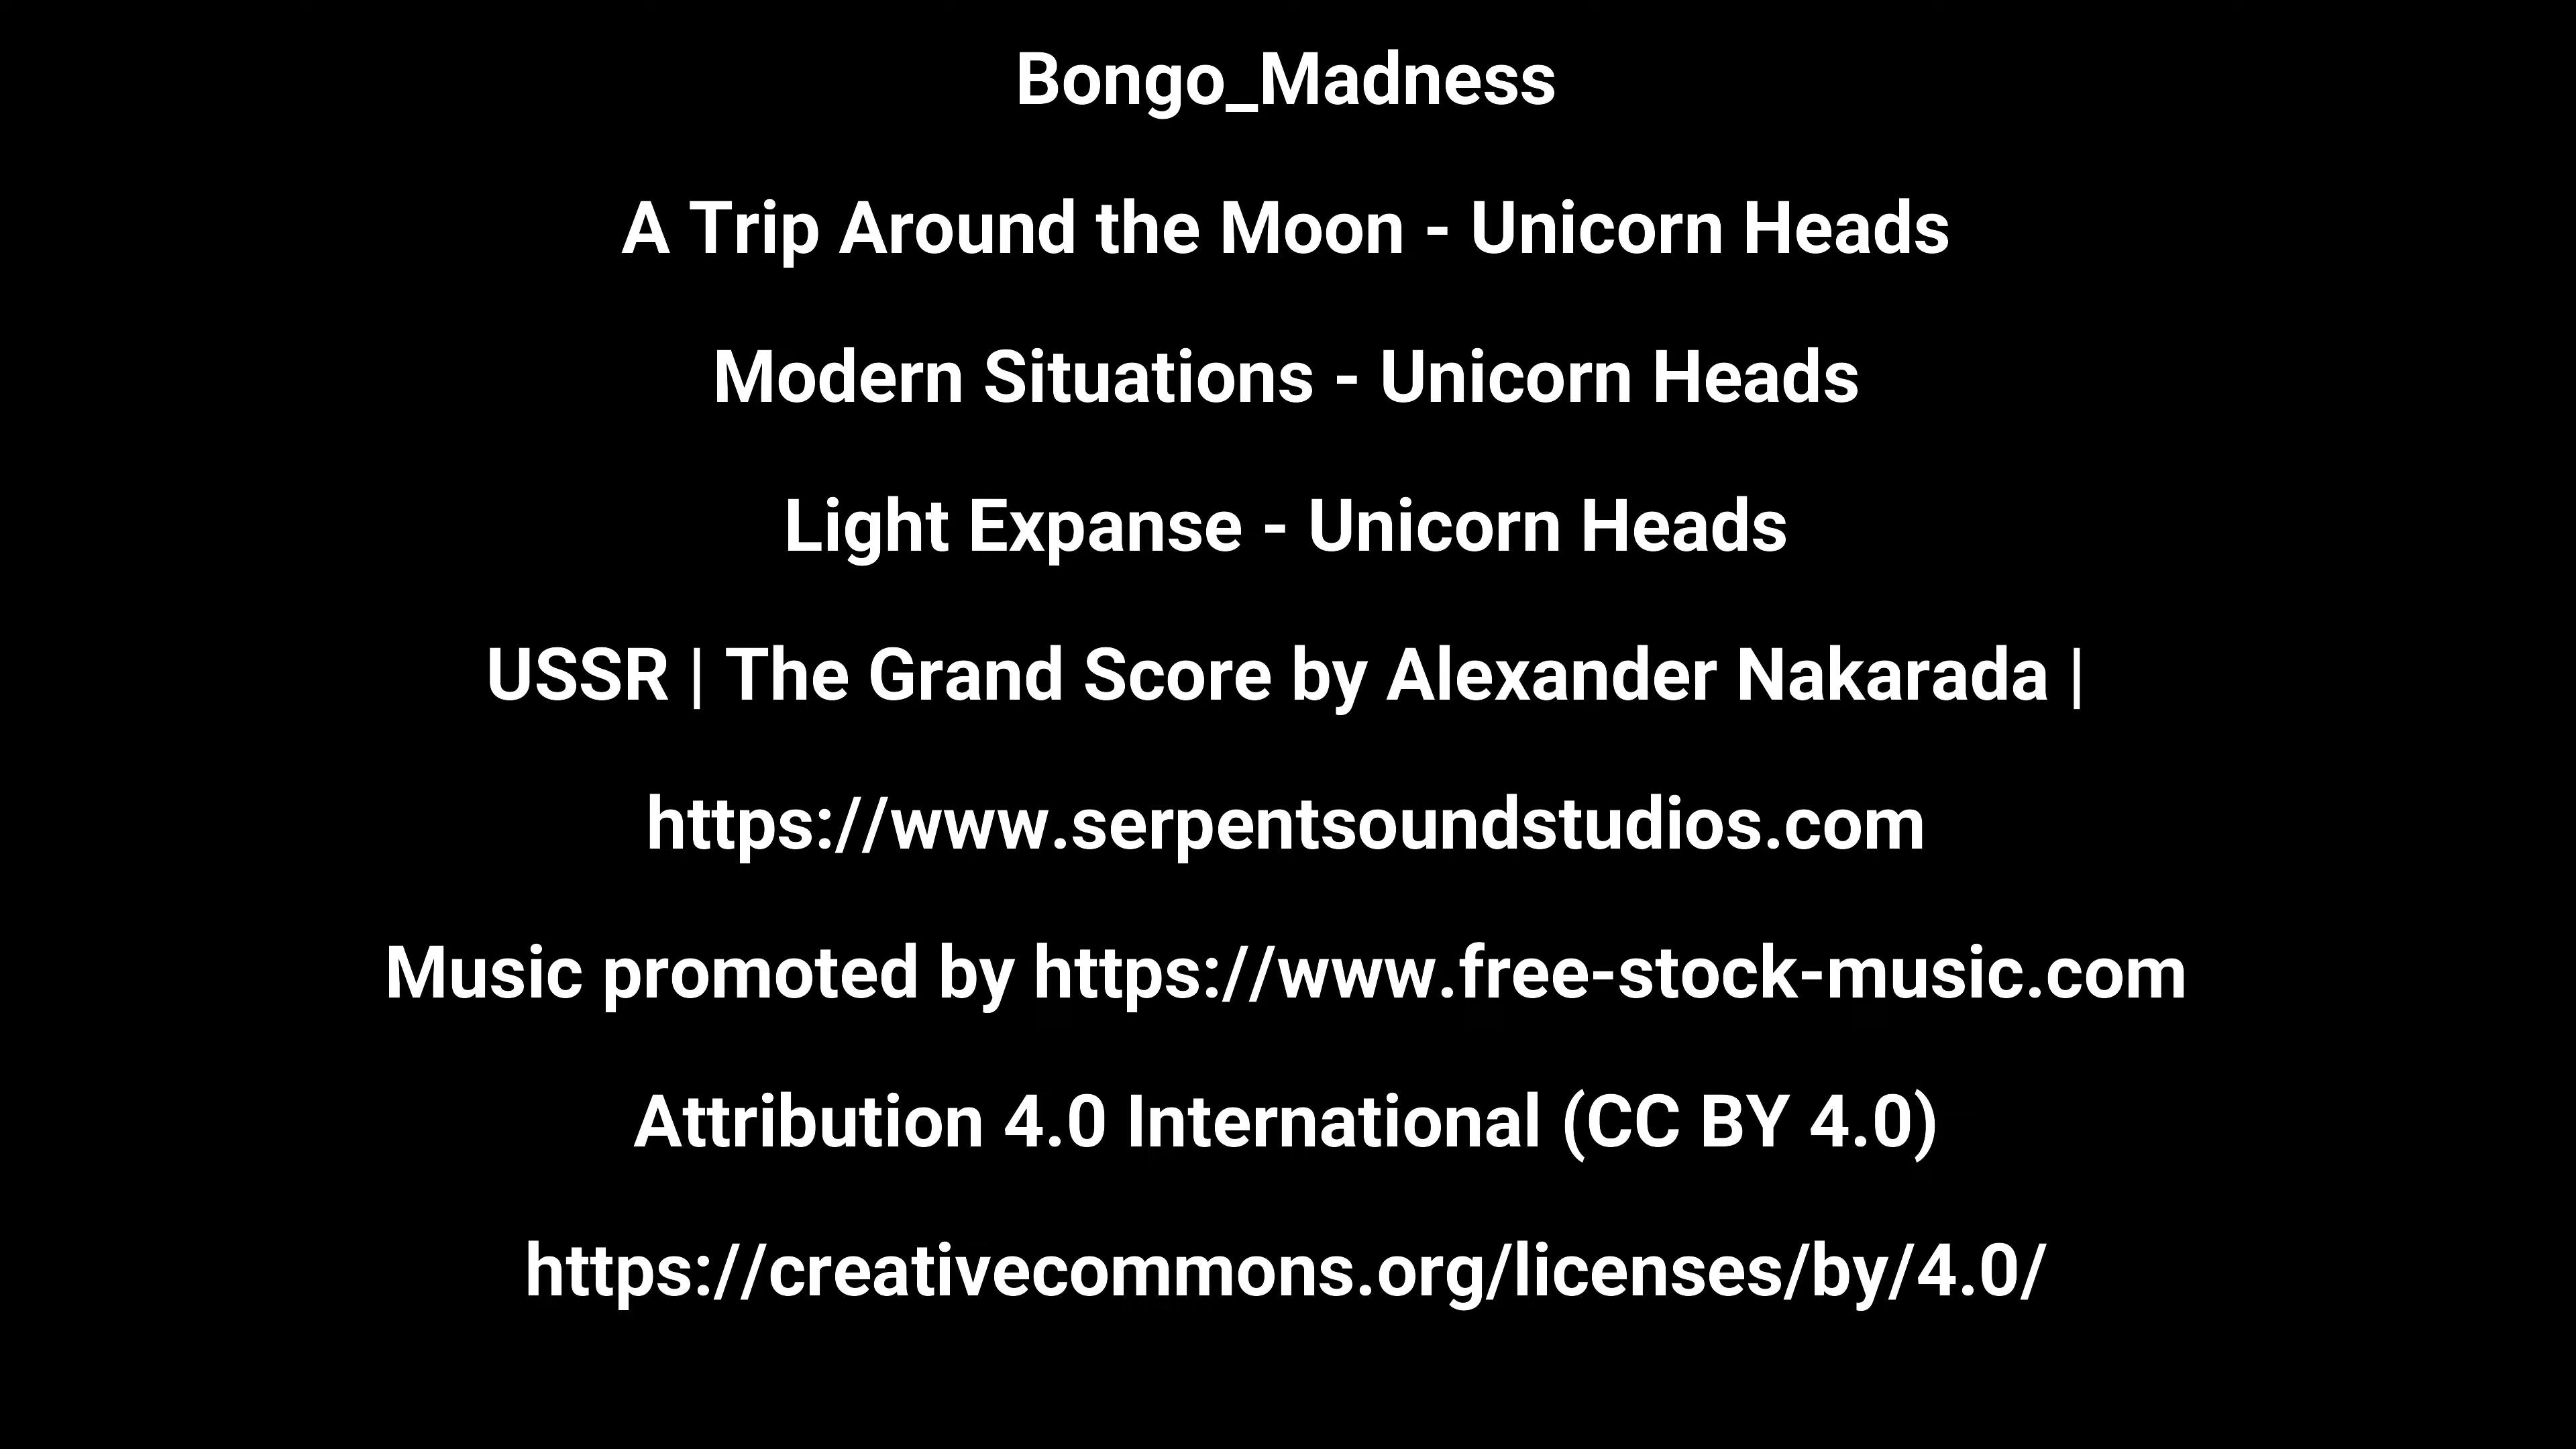 Bongo_Madness
A Trip Around the Moon - Unicorn Heads
Modern Situations - Unicorn Heads
Light Expanse - Unicorn Heads
USSR | The Grand Score by Alexander Nakarada |
https://www.serpentsoundstudios.com
Music promoted by https://www.free-stock-music.com
Attribution 4.0 International (CC BY 4.0)
https://creativecommons.org/licenses/by/4.0/